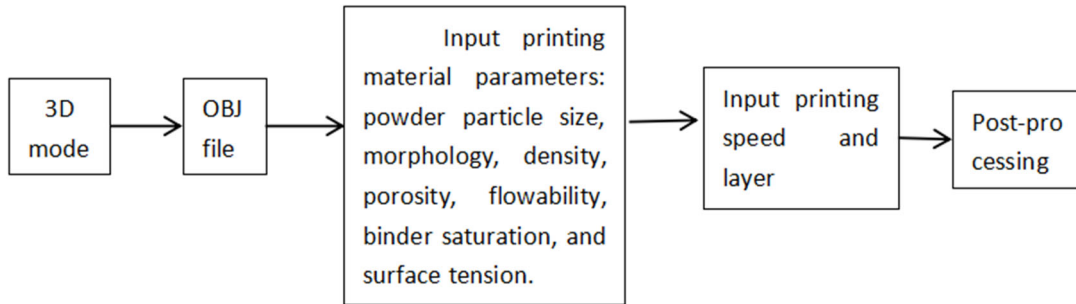 3D
mode
OBJ
file
Input printing
material parameters:
powder particle size,
morphology, density,
porosity, flowability,
binder saturation, and
surface tension.
Input printing
speed and
layer
Post-pro
cessing